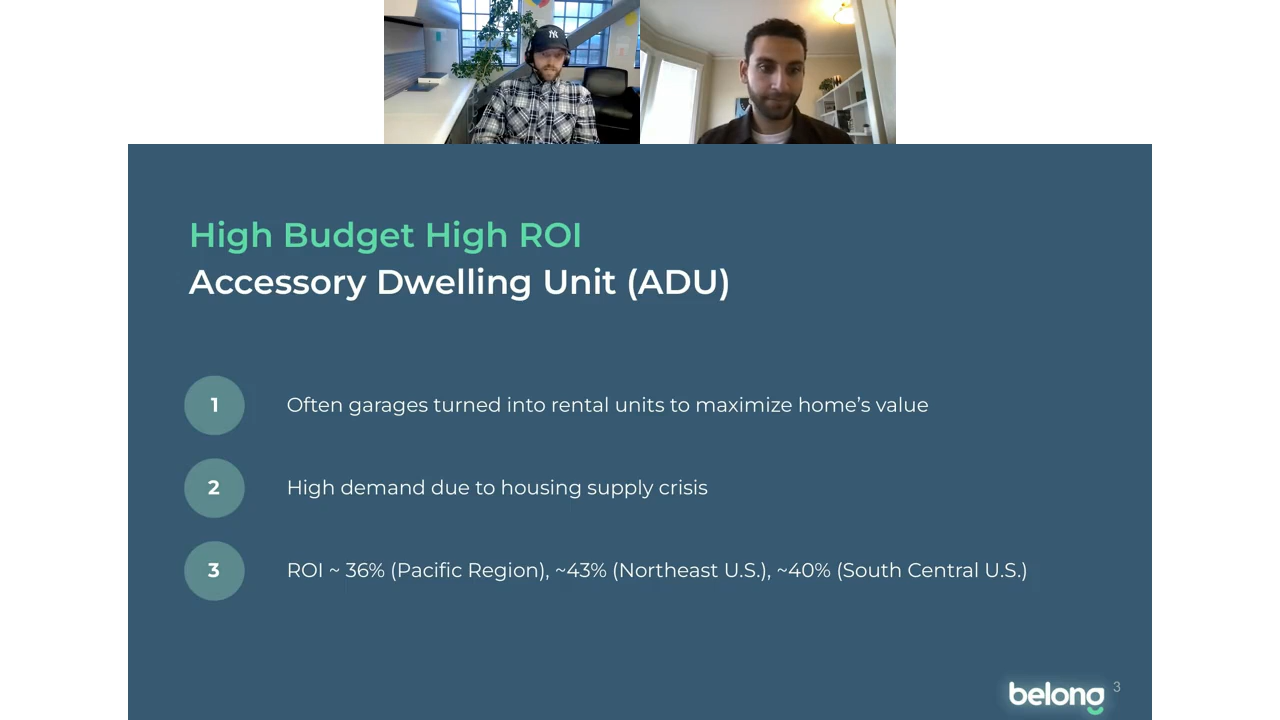 NY
High Budget High ROI
Accessory Dwelling Unit (ADU)
1 Often garages turned into rental units to maximize home’s value
2 High demand due to housing supply crisis
3 ROI ~ 36% (Pacific Region), ~43% (Northeast U.S.), ~40% (South Central U.S.)
belong 3